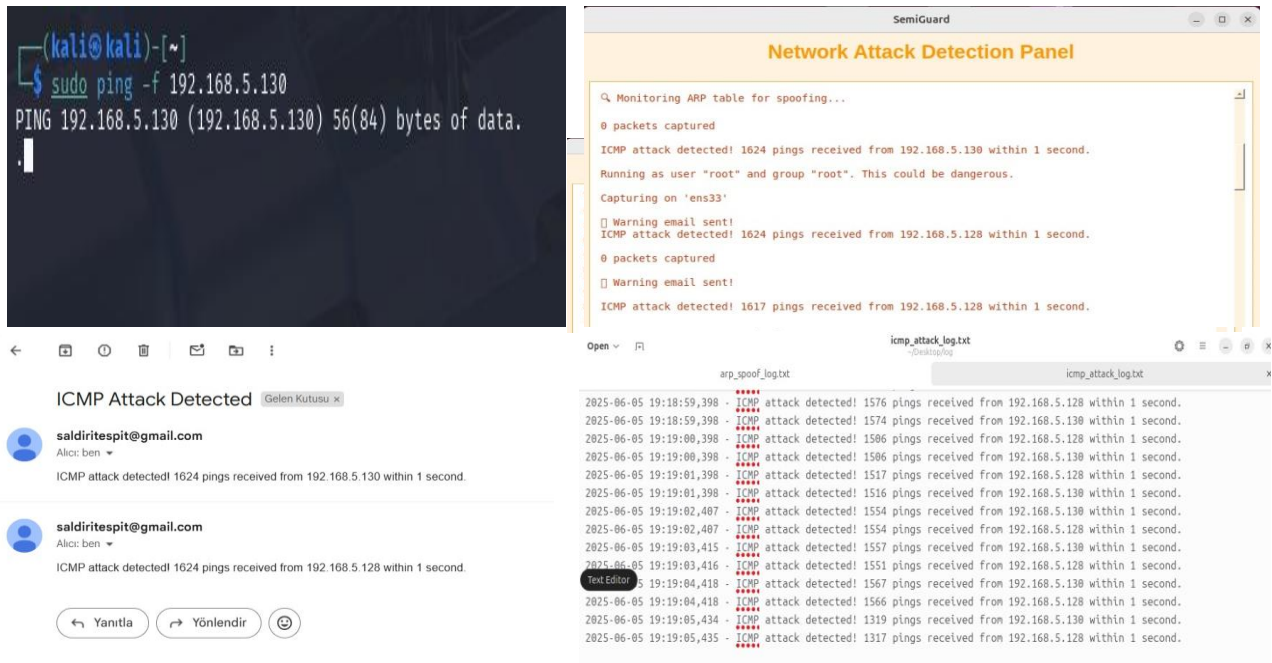 (kali㉿kali)-[~]
$ sudo ping -f 192.168.5.130
PING 192.168.5.130 (192.168.5.130) 56(84) bytes of data.
.
SemiGuard
Network Attack Detection Panel
Monitoring ARP table for spoofing...
0 packets captured
ICMP attack detected! 1624 pings received from 192.168.5.130 within 1 second.
Running as user "root" and group "root". This could be dangerous.
Capturing on 'ens33'
Warning email sent!
ICMP attack detected! 1624 pings received from 192.168.5.128 within 1 second.
0 packets captured
Warning email sent!
ICMP attack detected! 1617 pings received from 192.168.5.128 within 1 second.
ICMP Attack Detected Gelen Kutusu ×
saldiritespit@gmail.com
Alıcı: ben
ICMP attack detected! 1624 pings received from 192.168.5.130 within 1 second.
saldiritespit@gmail.com
Alıcı: ben
ICMP attack detected! 1624 pings received from 192.168.5.128 within 1 second.
Yanıtla
Yönlendir
Open
icmp_attack_log.txt
~/Desktop/log
arp_spoof_log.txt
icmp_attack_log.txt
2025-06-05 19:18:59,398 - ICMP attack detected! 1576 pings received from 192.168.5.128 within 1 second.
2025-06-05 19:18:59,398 - ICMP attack detected! 1574 pings received from 192.168.5.130 within 1 second.
2025-06-05 19:19:00,398 - ICMP attack detected! 1506 pings received from 192.168.5.128 within 1 second.
2025-06-05 19:19:00,398 - ICMP attack detected! 1506 pings received from 192.168.5.130 within 1 second.
2025-06-05 19:19:01,398 - ICMP attack detected! 1517 pings received from 192.168.5.128 within 1 second.
2025-06-05 19:19:01,398 - ICMP attack detected! 1516 pings received from 192.168.5.130 within 1 second.
2025-06-05 19:19:02,407 - ICMP attack detected! 1554 pings received from 192.168.5.130 within 1 second.
2025-06-05 19:19:02,407 - ICMP attack detected! 1554 pings received from 192.168.5.128 within 1 second.
2025-06-05 19:19:03,415 - ICMP attack detected! 1557 pings received from 192.168.5.130 within 1 second.
2025-06-05 19:19:03,416 - ICMP attack detected! 1551 pings received from 192.168.5.128 within 1 second.
Text Editor
5 19:19:04,418 - ICMP attack detected! 1567 pings received from 192.168.5.130 within 1 second.
2025-06-05 19:19:04,418 - ICMP attack detected! 1566 pings received from 192.168.5.128 within 1 second.
2025-06-05 19:19:05,434 - ICMP attack detected! 1319 pings received from 192.168.5.130 within 1 second.
2025-06-05 19:19:05,435 - ICMP attack detected! 1317 pings received from 192.168.5.128 within 1 second.